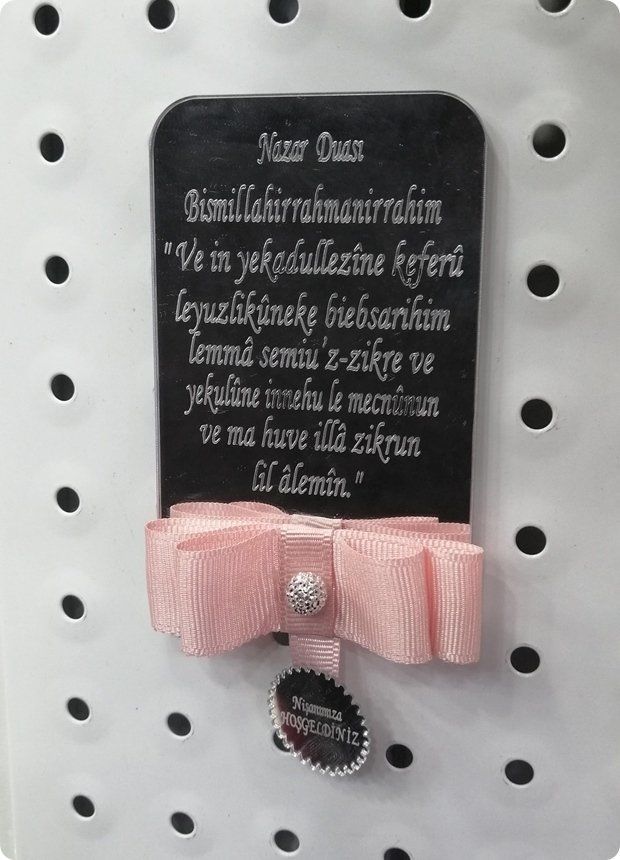 Nazar Duası
Bismillahirrahmanirrahim
"Ve in yekadullezîne keferû
leyuzlikûneke biebsarihim
lemmâ semiu'z-zikre ve
yekulûne innehu le mecnûnun
ve ma huve illâ zikrun
lil âlemîn."
Nişanımıza
HOŞGELDİNİZ